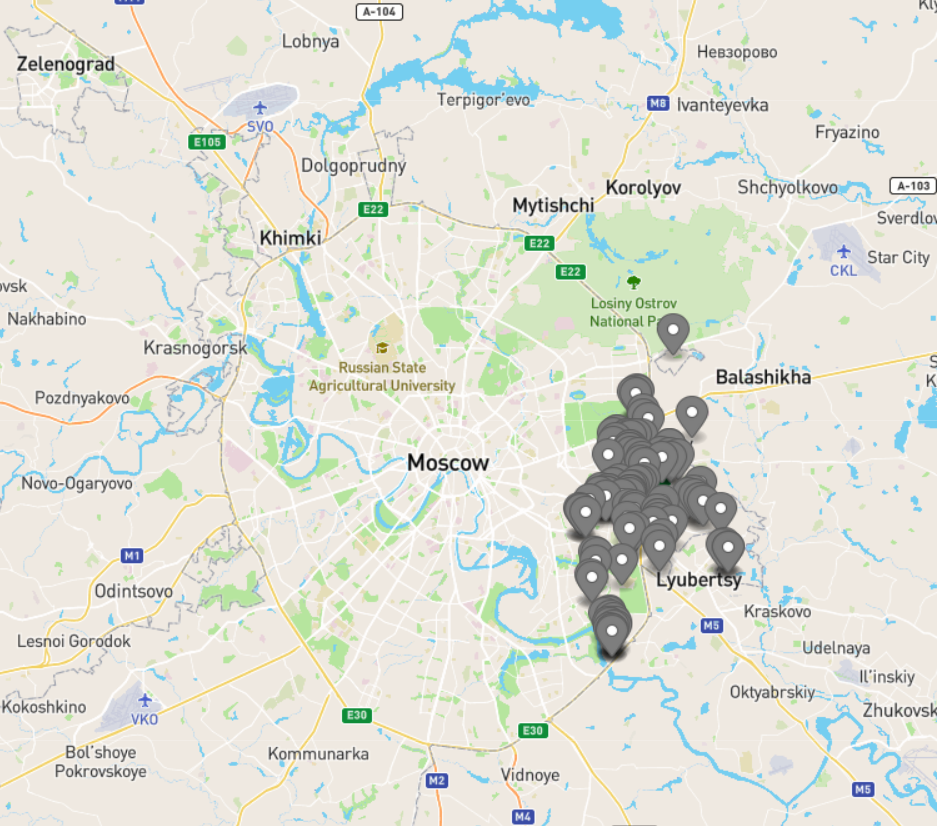 A-104
Lobnya
Zelenograd
Невзорово
Terpigor'evo
M8
Ivanteyevka
SVO
Fryazino
E105
Dolgoprudny
Korolyov
Shchyolkovo
A-103
Mytishchi
E22
Khimki
E22
Star City
CKL
E22
Losiny Ostrov
National
Nakhabino
Krasnogorsk
Russian State
Agricultural University
Balashikha
Pozdnyakovo
Moscow
Novo-Ogaryovo
M1
Odintsovo
Lyubertsy
Kraskovo
M5
Lesnoi Gorodok
Udelnaya
Il'inskiy
Oktyabrskiy
Kokoshkino
VKO
E30
Zhukovsk
E30
Bol'shoye
Pokrovskoye
Kommunarka
M2
Vidnoye
M5
M4